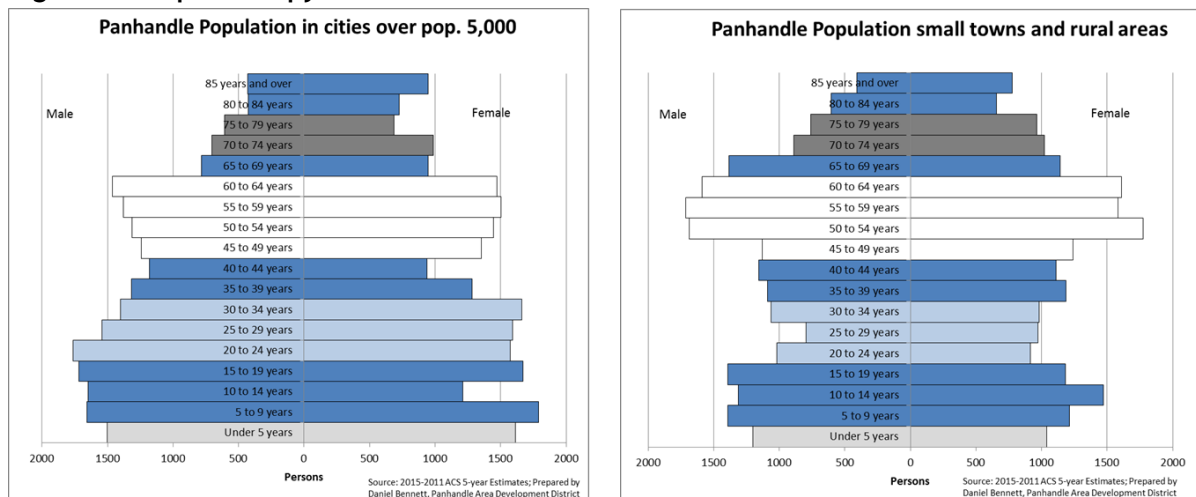 Panhandle Population in cities over pop. 5,000
Male
Female
85 years and over
80 to 84 years
75 to 79 years
70 to 74 years
65 to 69 years
60 to 64 years
55 to 59 years
50 to 54 years
45 to 49 years
40 to 44 years
35 to 39 years
30 to 34 years
25 to 29 years
20 to 24 years
15 to 19 years
10 to 14 years
5 to 9 years
Under 5 years
2000 1500 1000 500 0 500 1000 1500 2000
Persons
Source: 2015-2011 ACS 5-year Estimates; Prepared by
Daniel Bennett, Panhandle Area Development District
Panhandle Population small towns and rural areas
Male
Female
85 years and over
80 to 84 years
75 to 79 years
70 to 74 years
65 to 69 years
60 to 64 years
55 to 59 years
50 to 54 years
45 to 49 years
40 to 44 years
35 to 39 years
30 to 34 years
25 to 29 years
20 to 24 years
15 to 19 years
10 to 14 years
5 to 9 years
Under 5 years
2000 1500 1000 500 0 500 1000 1500 2000
Persons
Source: 2015-2011 ACS 5-year Estimates; Prepared by
Daniel Bennett, Panhandle Area Development District